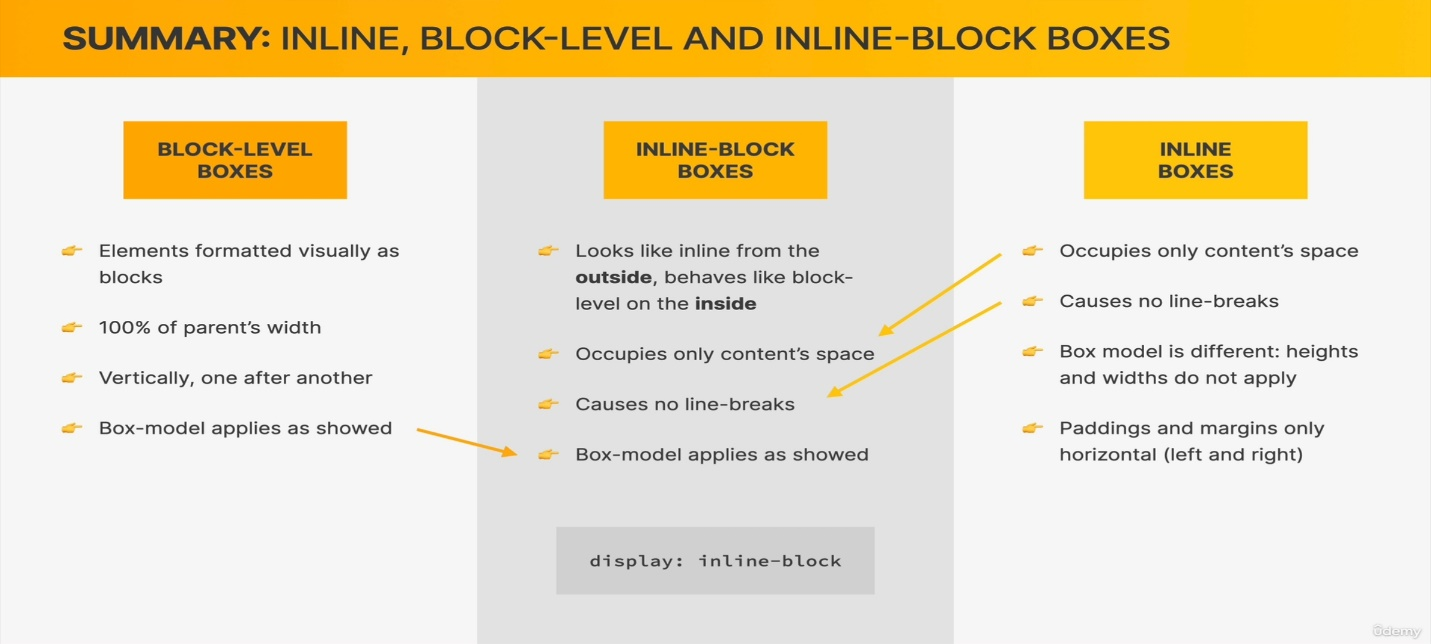 SUMMARY: INLINE, BLOCK-LEVEL AND INLINE-BLOCK BOXES
BLOCK-LEVEL
BOXES
Elements formatted visually as
blocks
100% of parent’s width
Vertically, one after another
Box-model applies as showed
INLINE-BLOCK
BOXES
Looks like inline from the
outside, behaves like block-
level on the inside
Occupies only content’s space
Causes no line-breaks
Box-model applies as showed
display: inline-block
INLINE
BOXES
Occupies only content’s space
Causes no line-breaks
Box model is different: heights
and widths do not apply
Paddings and margins only
horizontal (left and right)
ûdemy